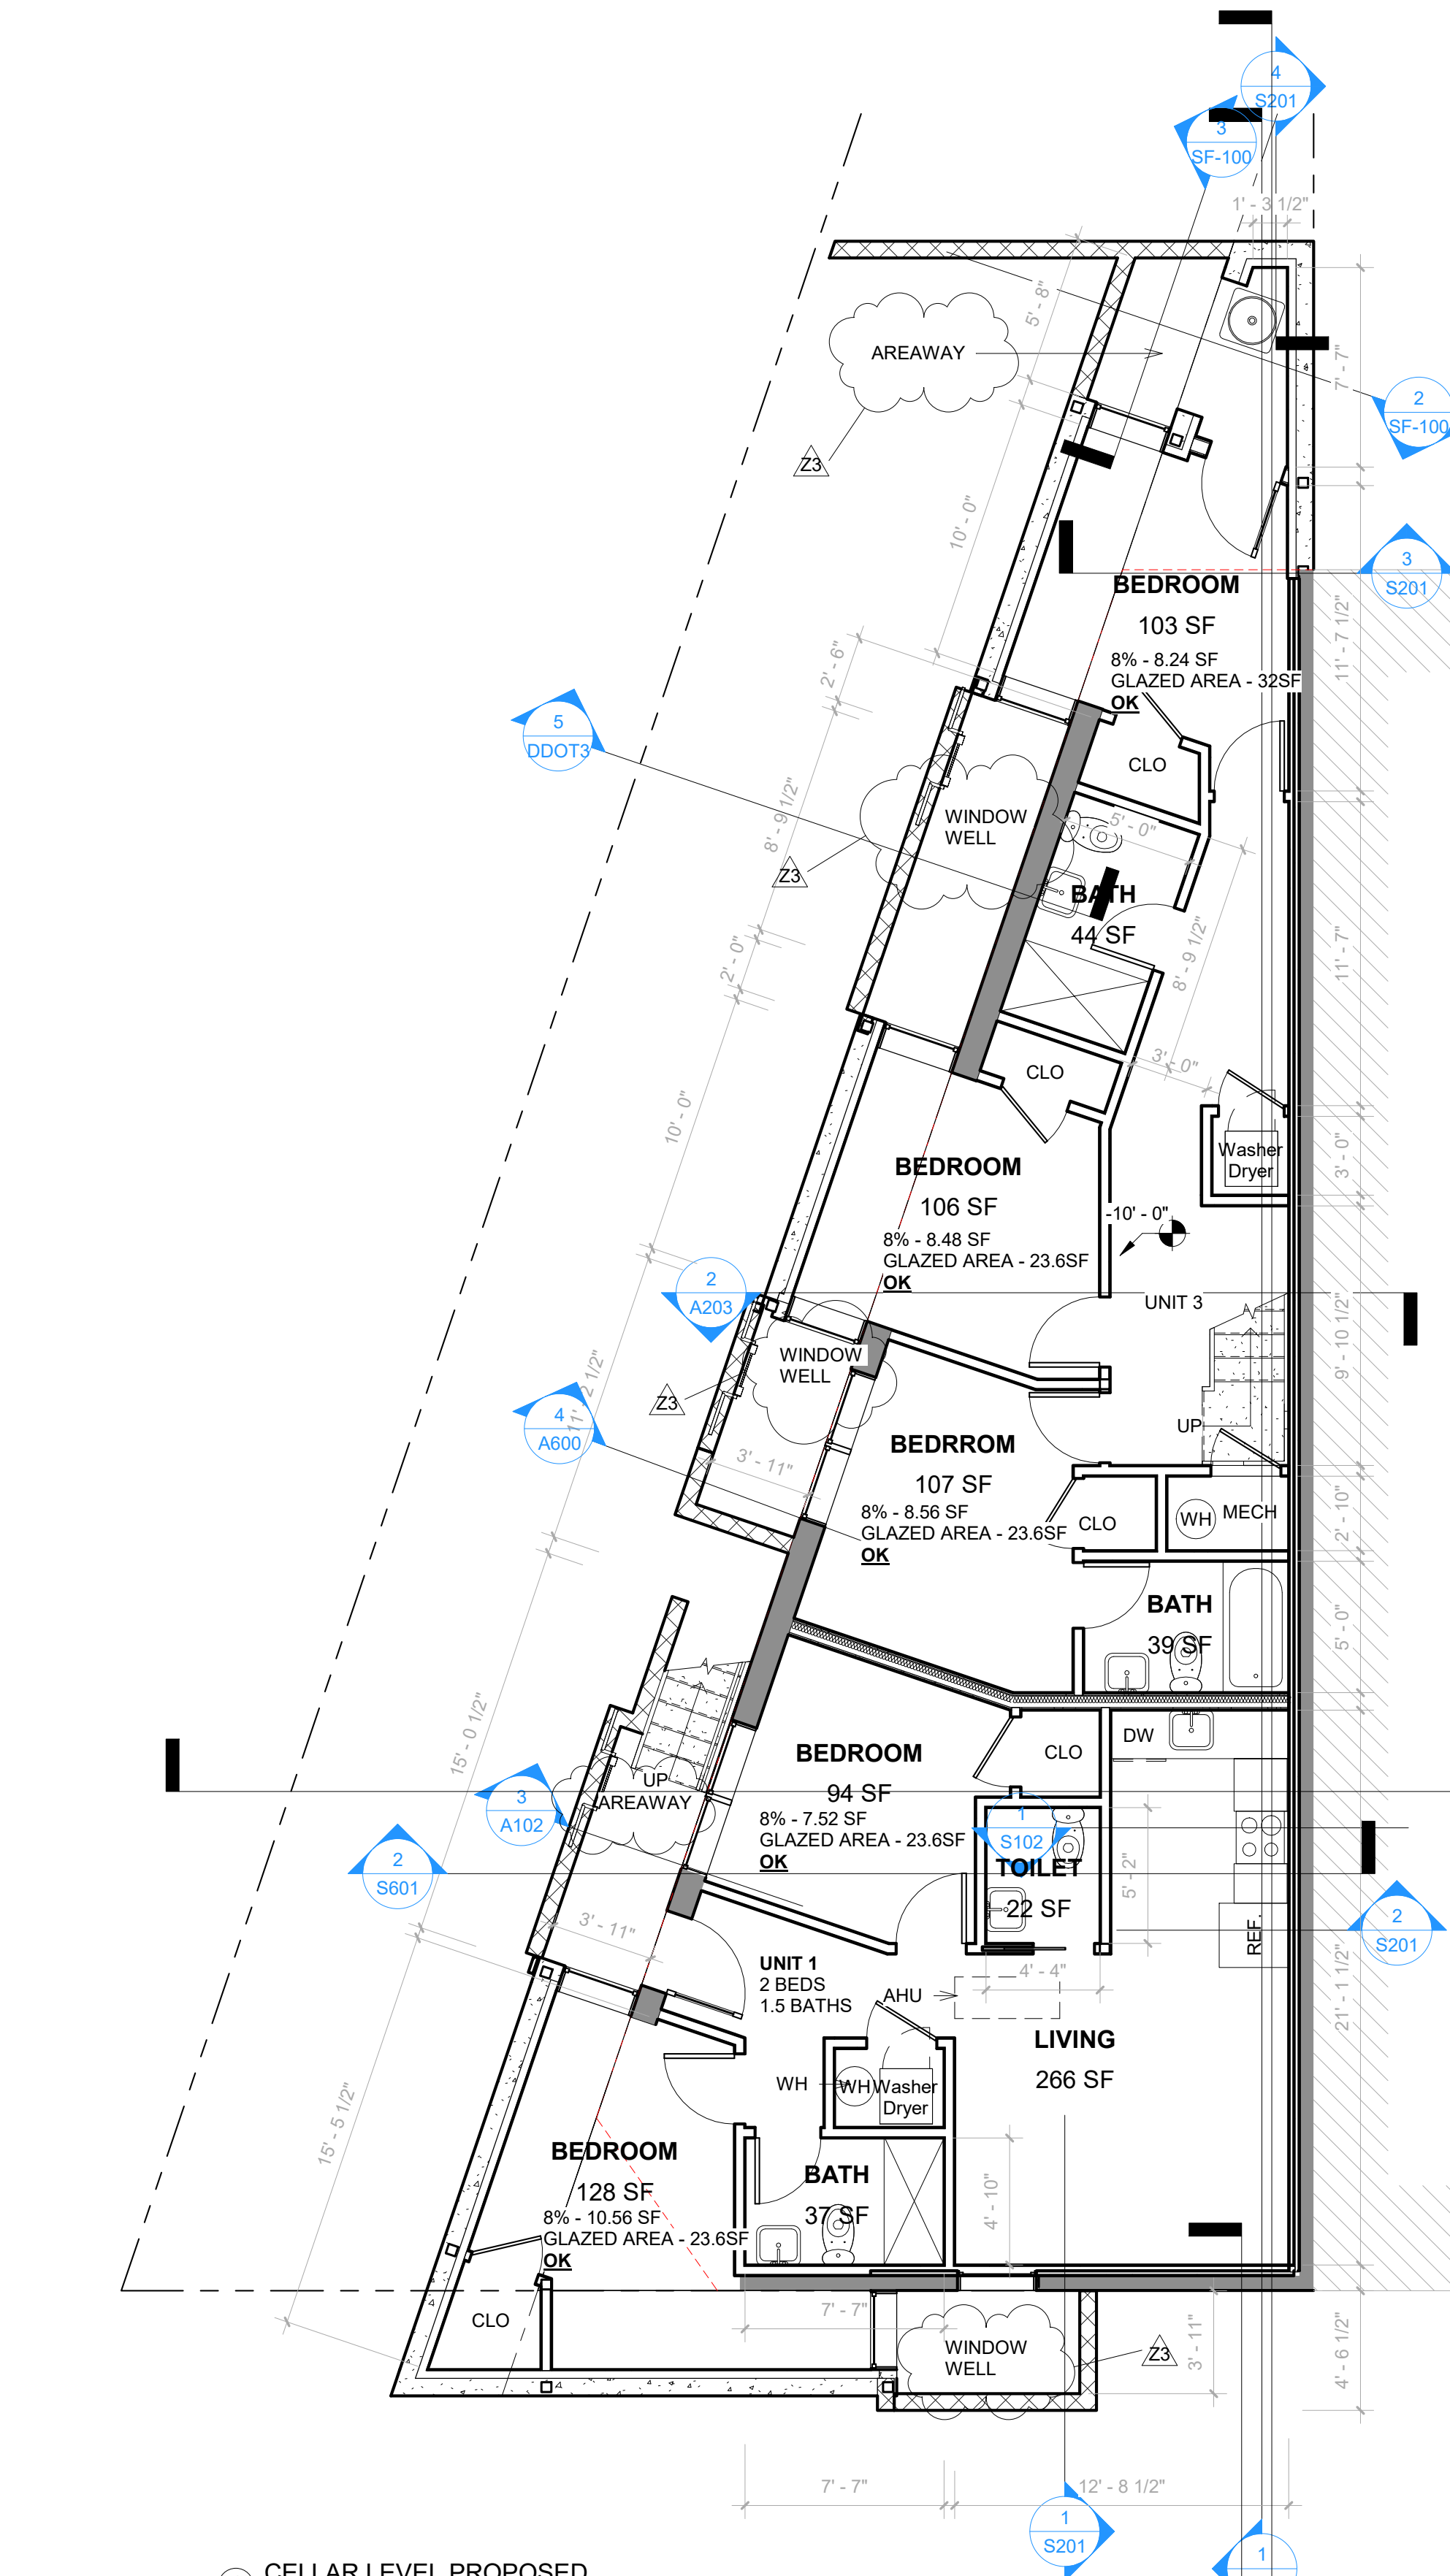 4
S201
3
SF-100
1' - 3 1/2"
5' - 8"
AREAWAY
7' - 7"
2
SF-100
Z3
10' - 0"
3
S201
BEDROOM
103 SF
8% - 8.24 SF
GLAZED AREA - 32SF
OK
11' - 7 1/2"
2' - 6"
5
DDOT3
CLO
8' - 9 1/2"
WINDOW
WELL
5' - 0"
Z3
BATH
44 SF
2' - 0"
8' - 9 1/2"
11' - 7"
CLO
3' - 0"
10' - 0"
Washer
Dryer
3' - 0"
BEDROOM
106 SF
8% - 8.48 SF
GLAZED AREA - 23.6SF
OK
-10' - 0"
2
A203
UNIT 3
WINDOW
WELL
9' - 10 1/2"
11' - 2 1/2"
Z3
4
A600
UP
BEDRROM
107 SF
8% - 8.56 SF
GLAZED AREA - 23.6SF
OK
3' - 11"
CLO
WH
MECH
2' - 10"
BATH
39 SF
5' - 0"
15' - 0 1/2"
DW
BEDROOM
94 SF
8% - 7.52 SF
GLAZED AREA - 23.6SF
OK
CLO
UP
AREAWAY
3
A102
1
S102
TOILET
22 SF
5' - 2"
2
S601
2
S201
REF.
3' - 11"
UNIT 1
2 BEDS
1.5 BATHS
AHU
4' - 4"
LIVING
266 SF
21' - 1 1/2"
WH
WH
Washer
Dryer
15' - 5 1/2"
BEDROOM
128 SF
8% - 10.56 SF
GLAZED AREA - 23.6SF
OK
BATH
37 SF
4' - 10"
CLO
7' - 7"
WINDOW
WELL
Z3
3' - 11"
4' - 6 1/2"
7' - 7"
12' - 8 1/2"
1
S201
1
CELLAR LEVEL PROPOSED